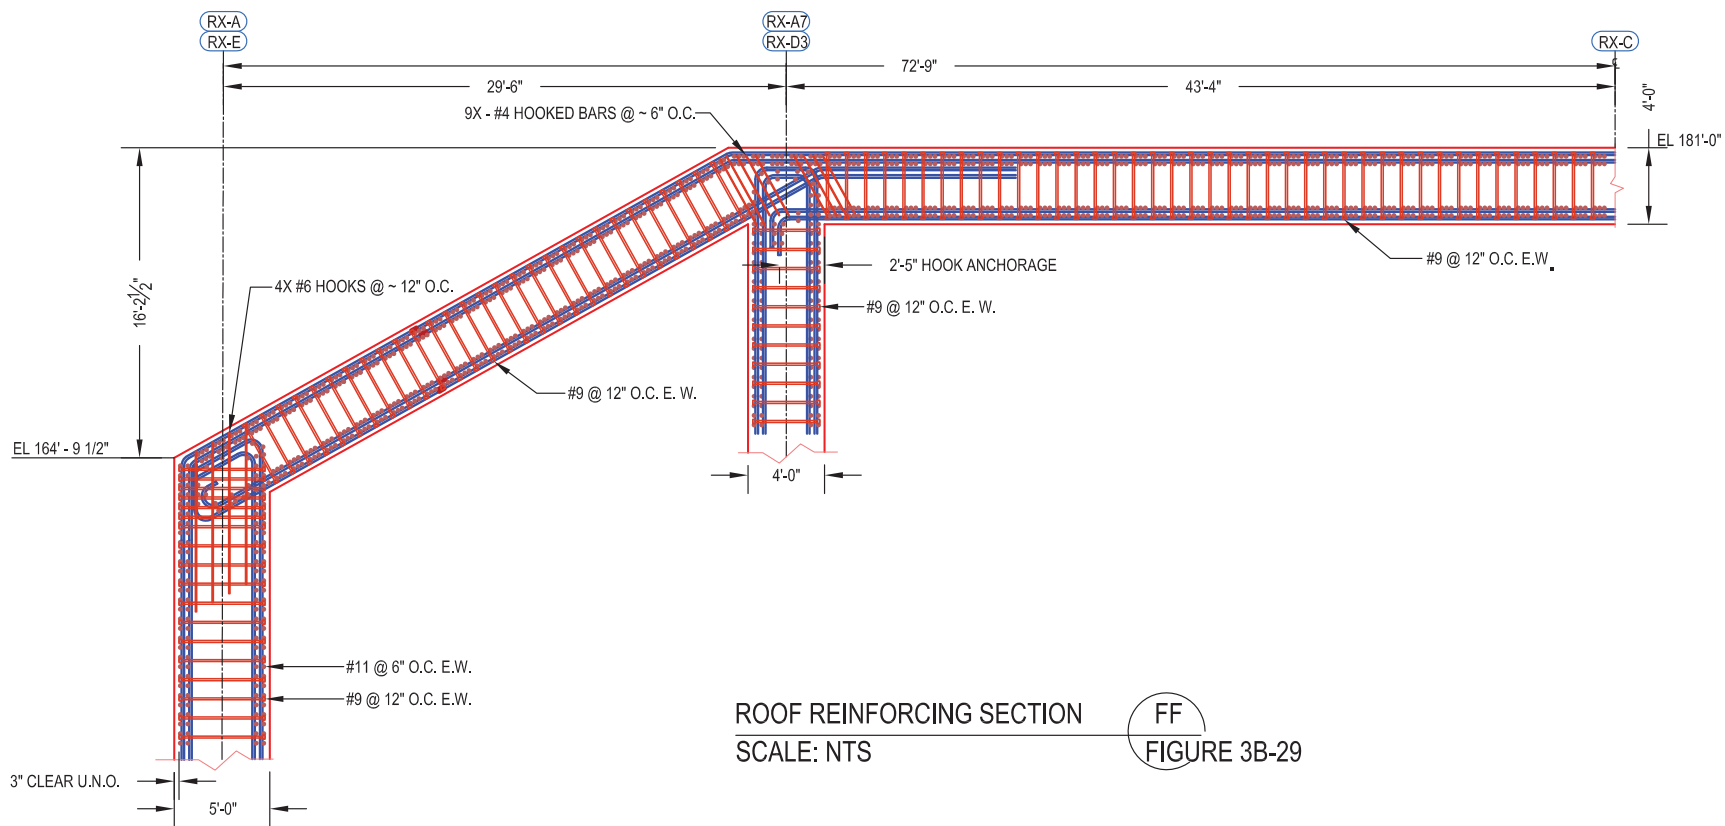 RX-A
RX-E
RX-A7
RX-D3
RX-C
72'-9"
29'-6"
43'-4"
4'-0"
9X - #4 HOOKED BARS @ ~ 6" O.C.
EL 181'-0"
16'-2 1/2"
4X #6 HOOKS @ ~ 12" O.C.
2'-5" HOOK ANCHORAGE
#9 @ 12" O.C. E.W.
#9 @ 12" O.C. E. W.
#9 @ 12" O.C. E. W.
EL 164' - 9 1/2"
4'-0"
#11 @ 6" O.C. E.W.
#9 @ 12" O.C. E.W.
ROOF REINFORCING SECTION
FF
SCALE: NTS
FIGURE 3B-29
3" CLEAR U.N.O.
5'-0"